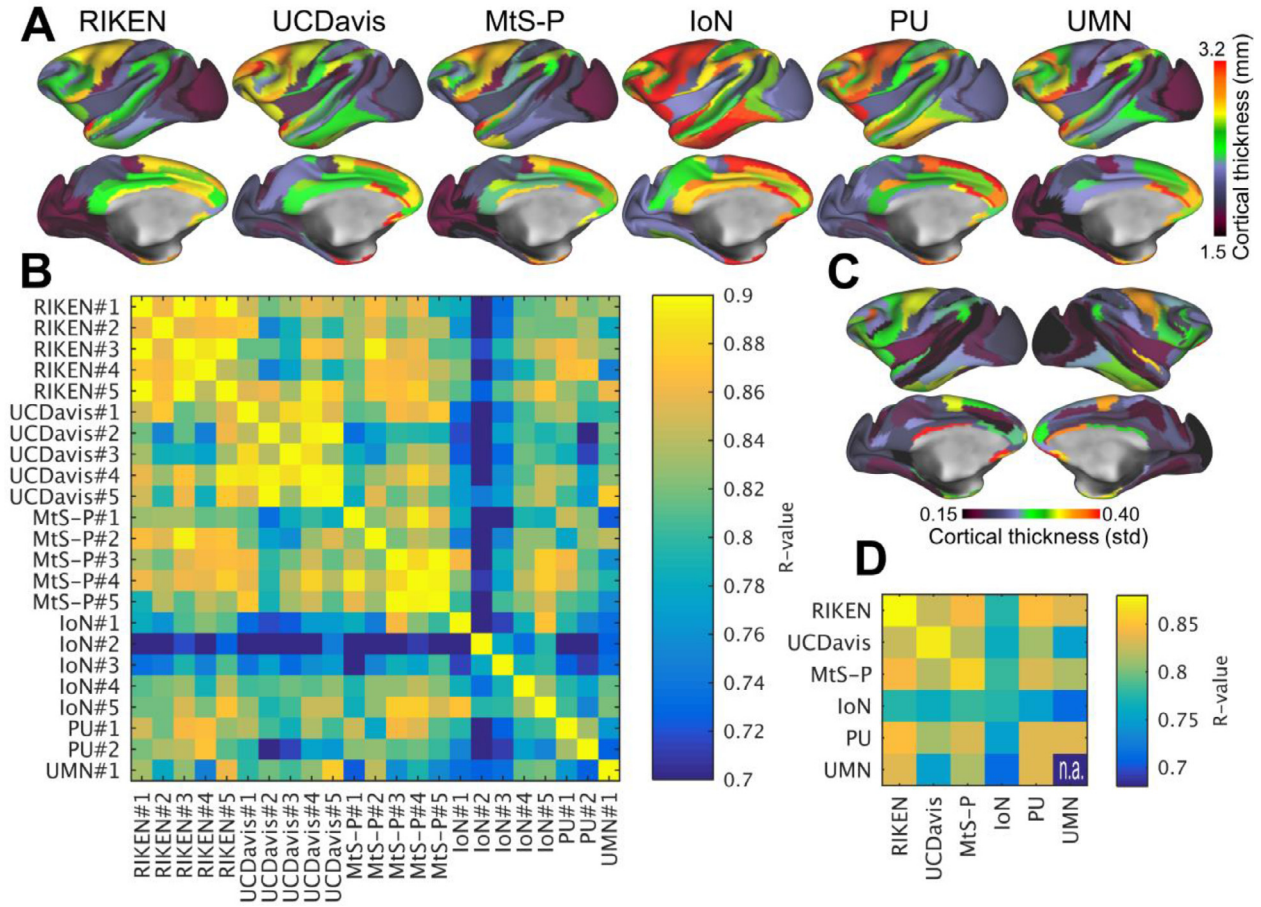 A
RIKEN UCDavis MtS-P IoN PU UMN
3.2
Cortical thickness (mm)
1.5
B
RIKEN#1
RIKEN#2
RIKEN#3
RIKEN#4
RIKEN#5
UCDavis#1
UCDavis#2
UCDavis#3
UCDavis#4
UCDavis#5
MtS-P#1
MtS-P#2
MtS-P#3
MtS-P#4
MtS-P#5
IoN#1
IoN#2
IoN#3
IoN#4
IoN#5
PU#1
PU#2
UMN#1
RIKEN#1
RIKEN#2
RIKEN#3
RIKEN#4
RIKEN#5
UCDavis#1
UCDavis#2
UCDavis#3
UCDavis#4
UCDavis#5
MtS-P#1
MtS-P#2
MtS-P#3
MtS-P#4
MtS-P#5
IoN#1
IoN#2
IoN#3
IoN#4
IoN#5
PU#1
PU#2
UMN#1
0.9
0.88
0.86
0.84
0.82
0.8
0.78
0.76
0.74
0.72
0.7
R-value
C
0.15 0.40
Cortical thickness (std)
D
RIKEN
UCDavis
MtS-P
IoN
PU
UMN
n.a.
RIKEN
UCDavis
MtS-P
IoN
PU
UMN
0.85
0.8
0.75
0.7
R-value